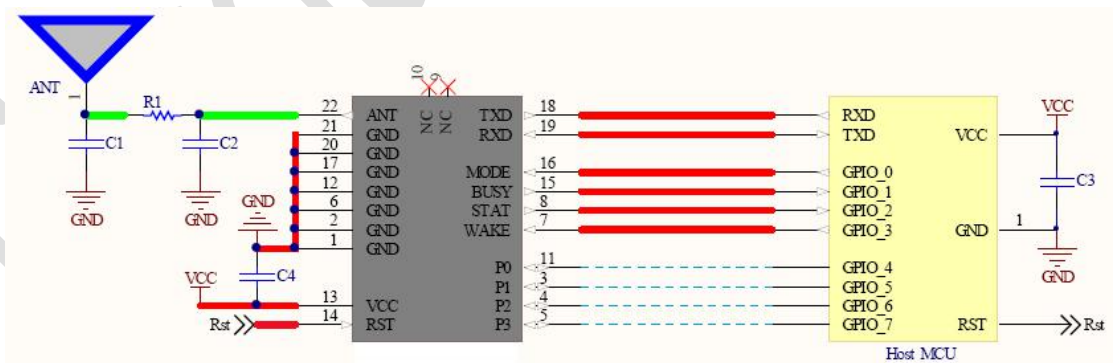 ANT
1
R1
C1
C2
GND
GND
GND
C4
VCC
Rst
22
21
20
17
12
6
2
1
13
14
10
9
NC
NC
ANT
GND
GND
GND
GND
GND
GND
GND
VCC
RST
TXD
RXD
MODE
BUSY
STAT
WAKE
P0
P1
P2
P3
18
19
16
15
8
7
11
3
4
5
RXD
TXD
GPIO_0
GPIO_1
GPIO_2
GPIO_3
GPIO_4
GPIO_5
GPIO_6
GPIO_7
VCC
GND
RST
Host MCU
1
VCC
C3
GND
Rst